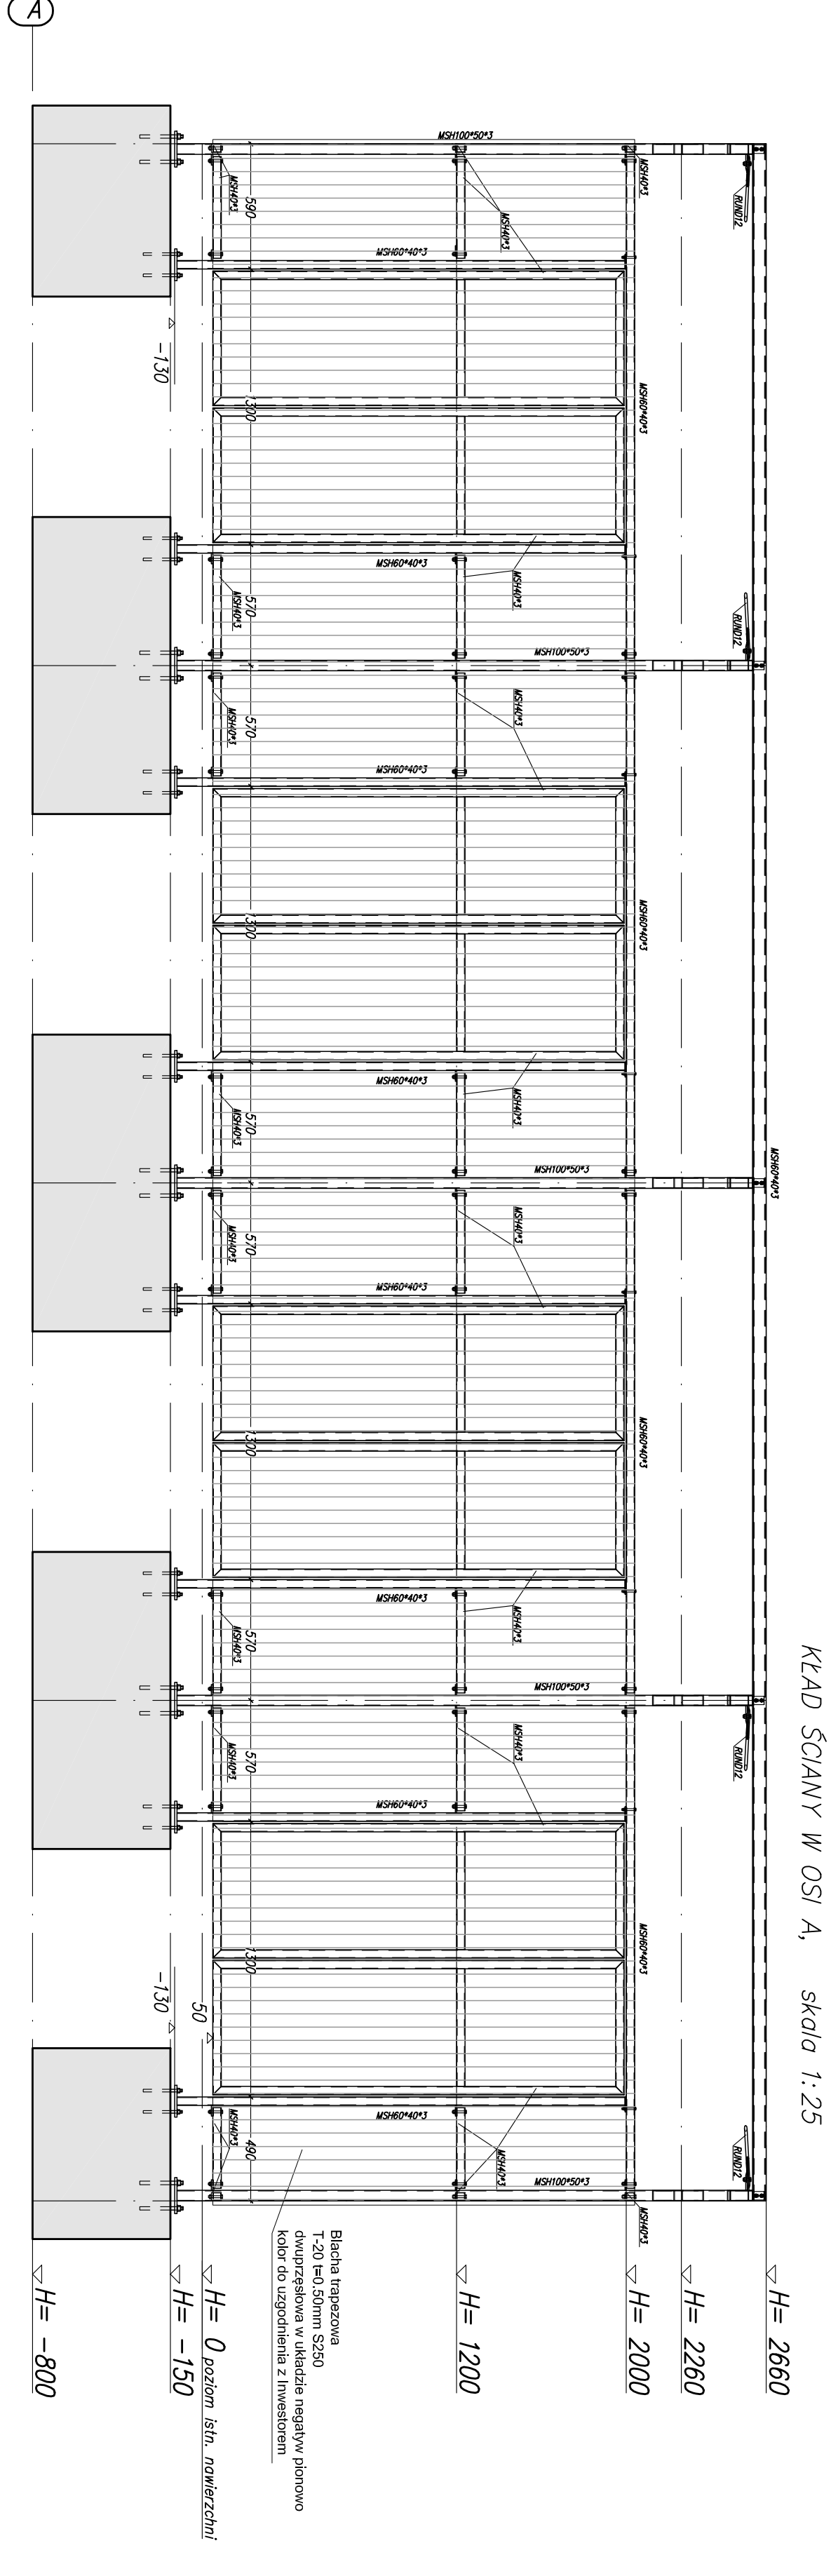 KŁAD ŚCIANY W OSI A, skala 1:25
A
MSH60*40*3
RUND12
RUND12
RUND12
RUND12
MSH40*3
MSH60*40*3
MSH60*40*3
MSH60*40*3
MSH60*40*3
MSH40*3
MSH100*50*3
MSH40*3
MSH40*3
MSH100*50*3
MSH40*3
MSH40*3
MSH100*50*3
MSH40*3
MSH40*3
MSH100*50*3
MSH40*3
MSH40*3
MSH100*50*3
MSH60*40*3
MSH60*40*3
MSH60*40*3
MSH60*40*3
MSH60*40*3
MSH60*40*3
MSH60*40*3
MSH60*40*3
590
1300
570
570
1300
570
570
1300
570
570
1300
490
MSH40*3
MSH40*3
MSH40*3
MSH40*3
MSH40*3
MSH40*3
MSH40*3
MSH40*3
-130
-130
50
Blacha trapezowa
T-20 t=0.50mm S250
dwuprzęsłowa w układzie negatyw pionowo
kolor do uzgodnienia z Inwestorem
H= 2660
H= 2260
H= 2000
H= 1200
H= 0 poziom istn. nawierzchni
H= -150
H= -800